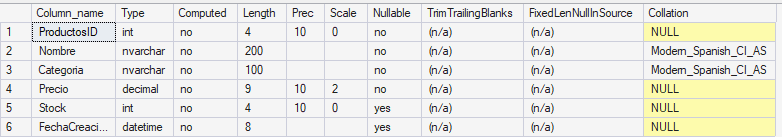 Column_name Type Computed Length Prec Scale Nullable TrimTrailingBlanks FixedLenNullInSource Collation
1 ProductosID int no 4 10 0 no (n/a) (n/a) NULL
2 Nombre nvarchar no 200 no (n/a) (n/a) Modern_Spanish_CI_AS
3 Categoria nvarchar no 100 no (n/a) (n/a) Modern_Spanish_CI_AS
4 Precio decimal no 9 10 2 no (n/a) (n/a) NULL
5 Stock int no 4 10 0 yes (n/a) (n/a) NULL
6 FechaCreaci... datetime no 8 yes (n/a) (n/a) NULL